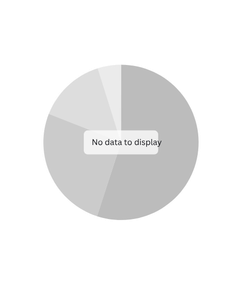 No data to display